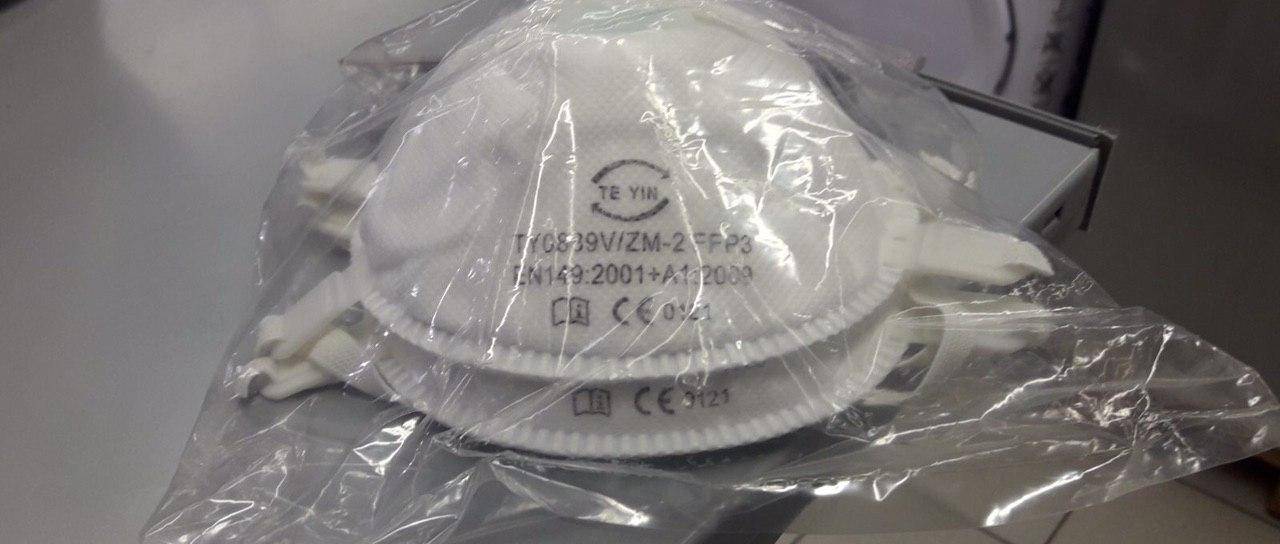 TE YIN
TY0839V/ZM-2 FFP3
EN149:2001+A1:2009
CE 0121
CE 0121